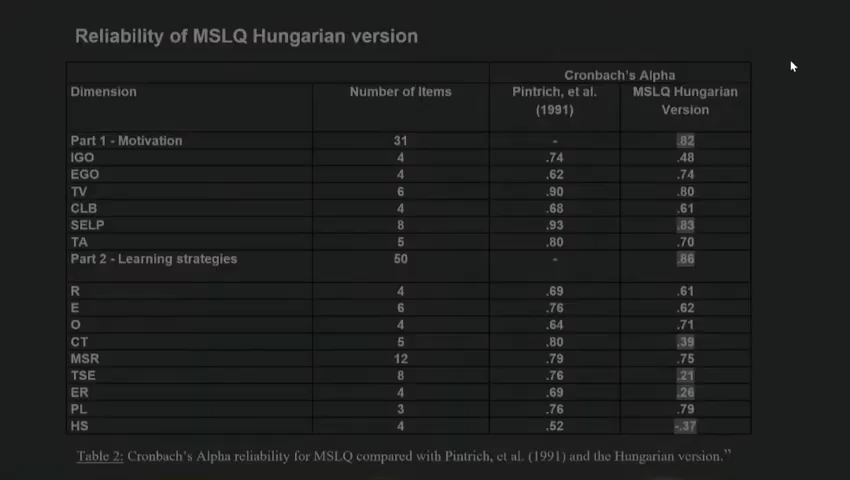 Reliability of MSLQ Hungarian version
Cronbach's Alpha
Dimension Number of Items Pintrich, et al. (1991) MSLQ Hungarian Version
Part 1 - Motivation 31 - .82
IGO 4 .74 .48
EGO 4 .62 .74
TV 6 .90 .80
CLB 4 .68 .61
SELP 8 .93 .83
TA 5 .80 .70
Part 2 - Learning strategies 50 - .86
R 4 .69 .61
E 6 .76 .62
O 4 .64 .71
CT 5 .80 .39
MSR 12 .79 .75
TSE 8 .76 .21
ER 4 .69 .26
PL 3 .76 .79
HS 4 .52 -.37
Table 2: Cronbach's Alpha reliability for MSLQ compared with Pintrich, et al. (1991) and the Hungarian version.”